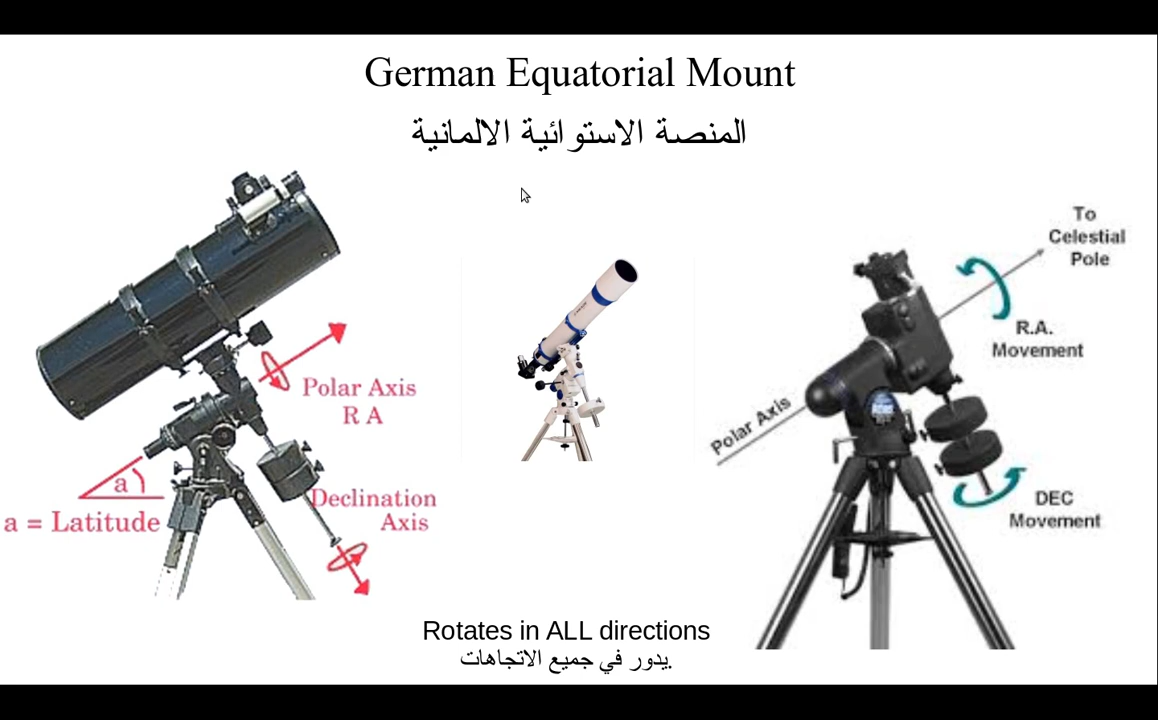 German Equatorial Mount
المنصة الاستوائية الالمانية
Polar Axis
R A
a
a = Latitude
Declination
Axis
To
Celestial
Pole
R.A.
Movement
Polar Axis
DEC
Movement
Rotates in ALL directions
يدور في جميع الاتجاهات.